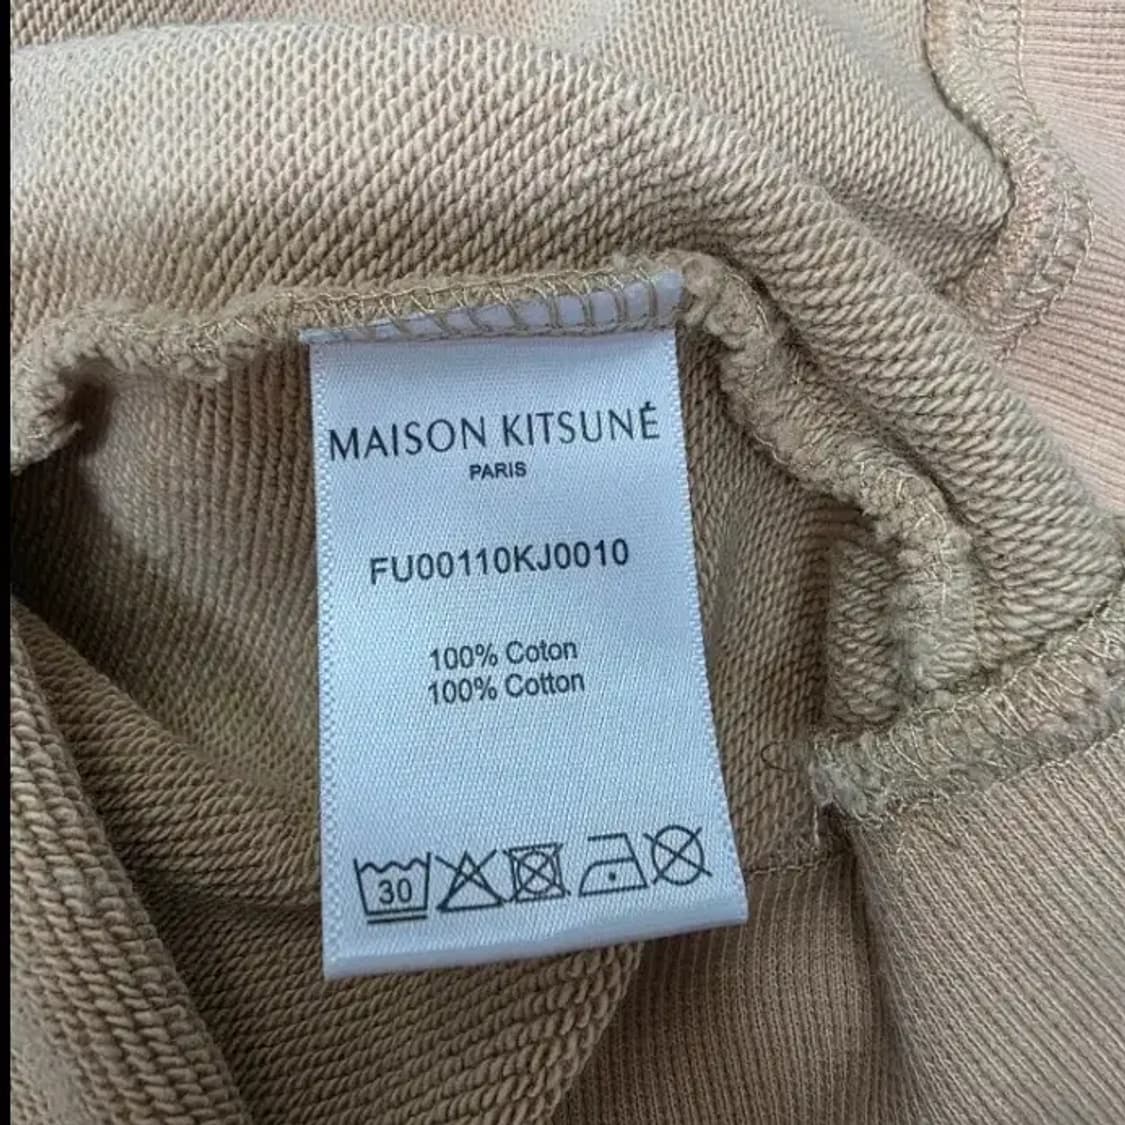 MAISON KITSUNÉ
PARIS
FU00110KJ0010
100% Coton
100% Cotton
30